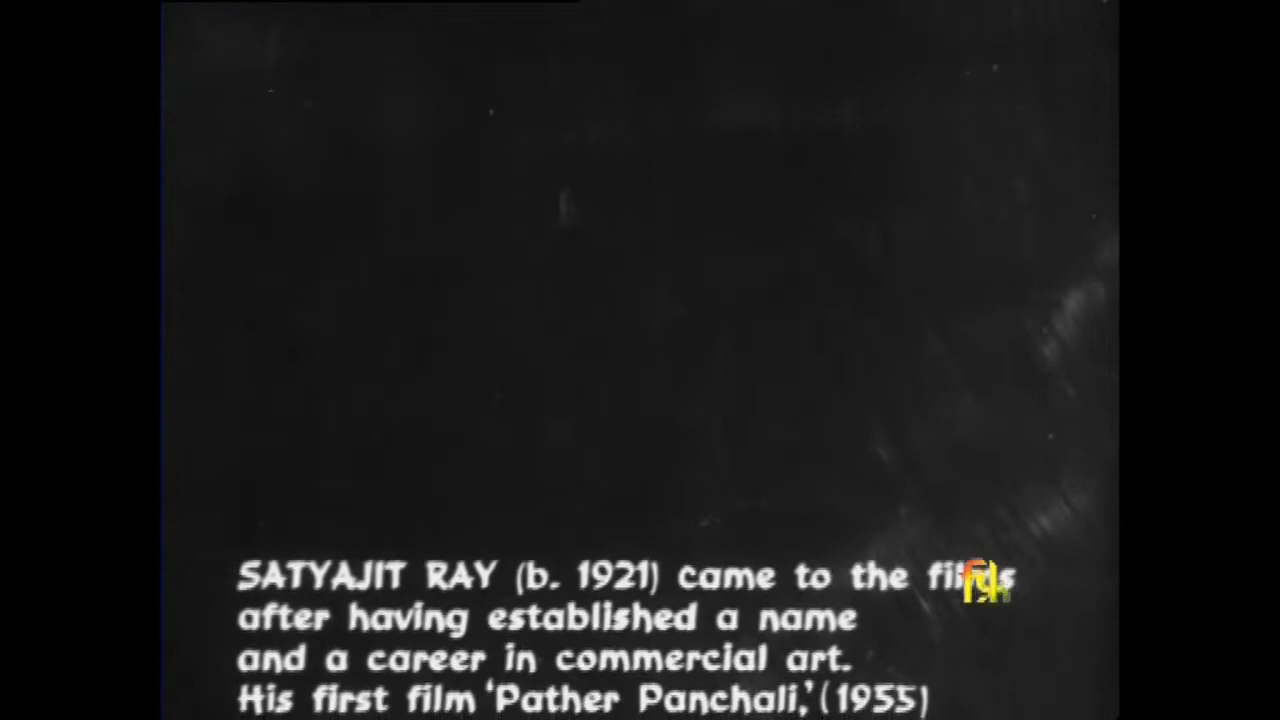 SATYAJIT RAY (b. 1921) came to the films
after having established a name
and a career in commercial art.
His first film ‘Pather Panchali,’ (1955)